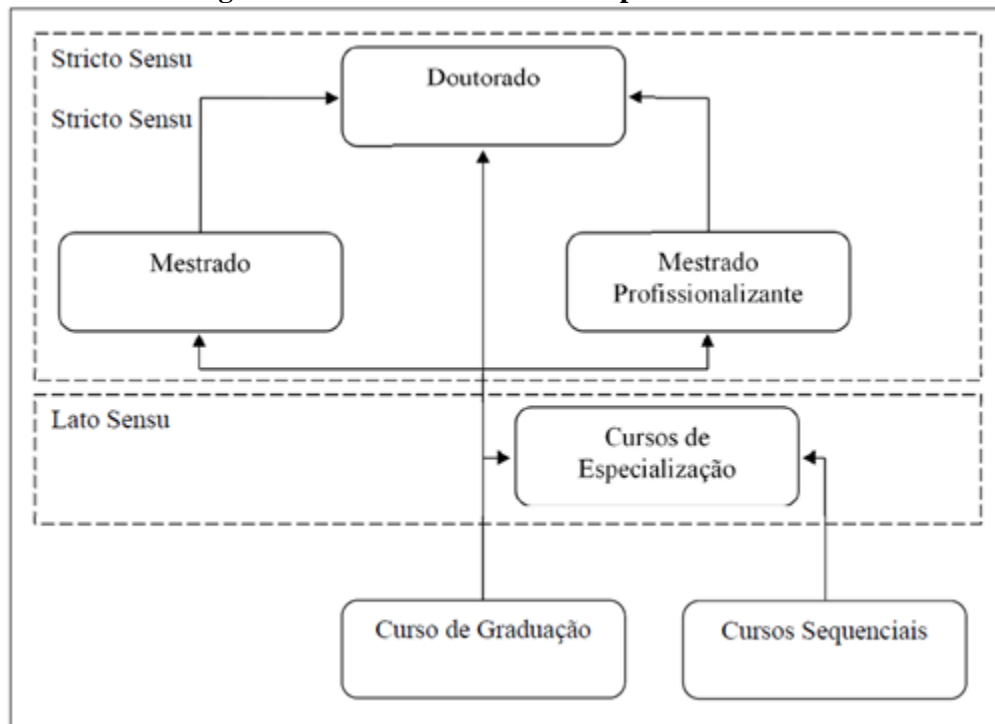 Stricto Sensu
Doutorado
Stricto Sensu
Mestrado
Mestrado
Profissionalizante
Lato Sensu
Cursos de
Especialização
Curso de Graduação
Cursos Sequenciais